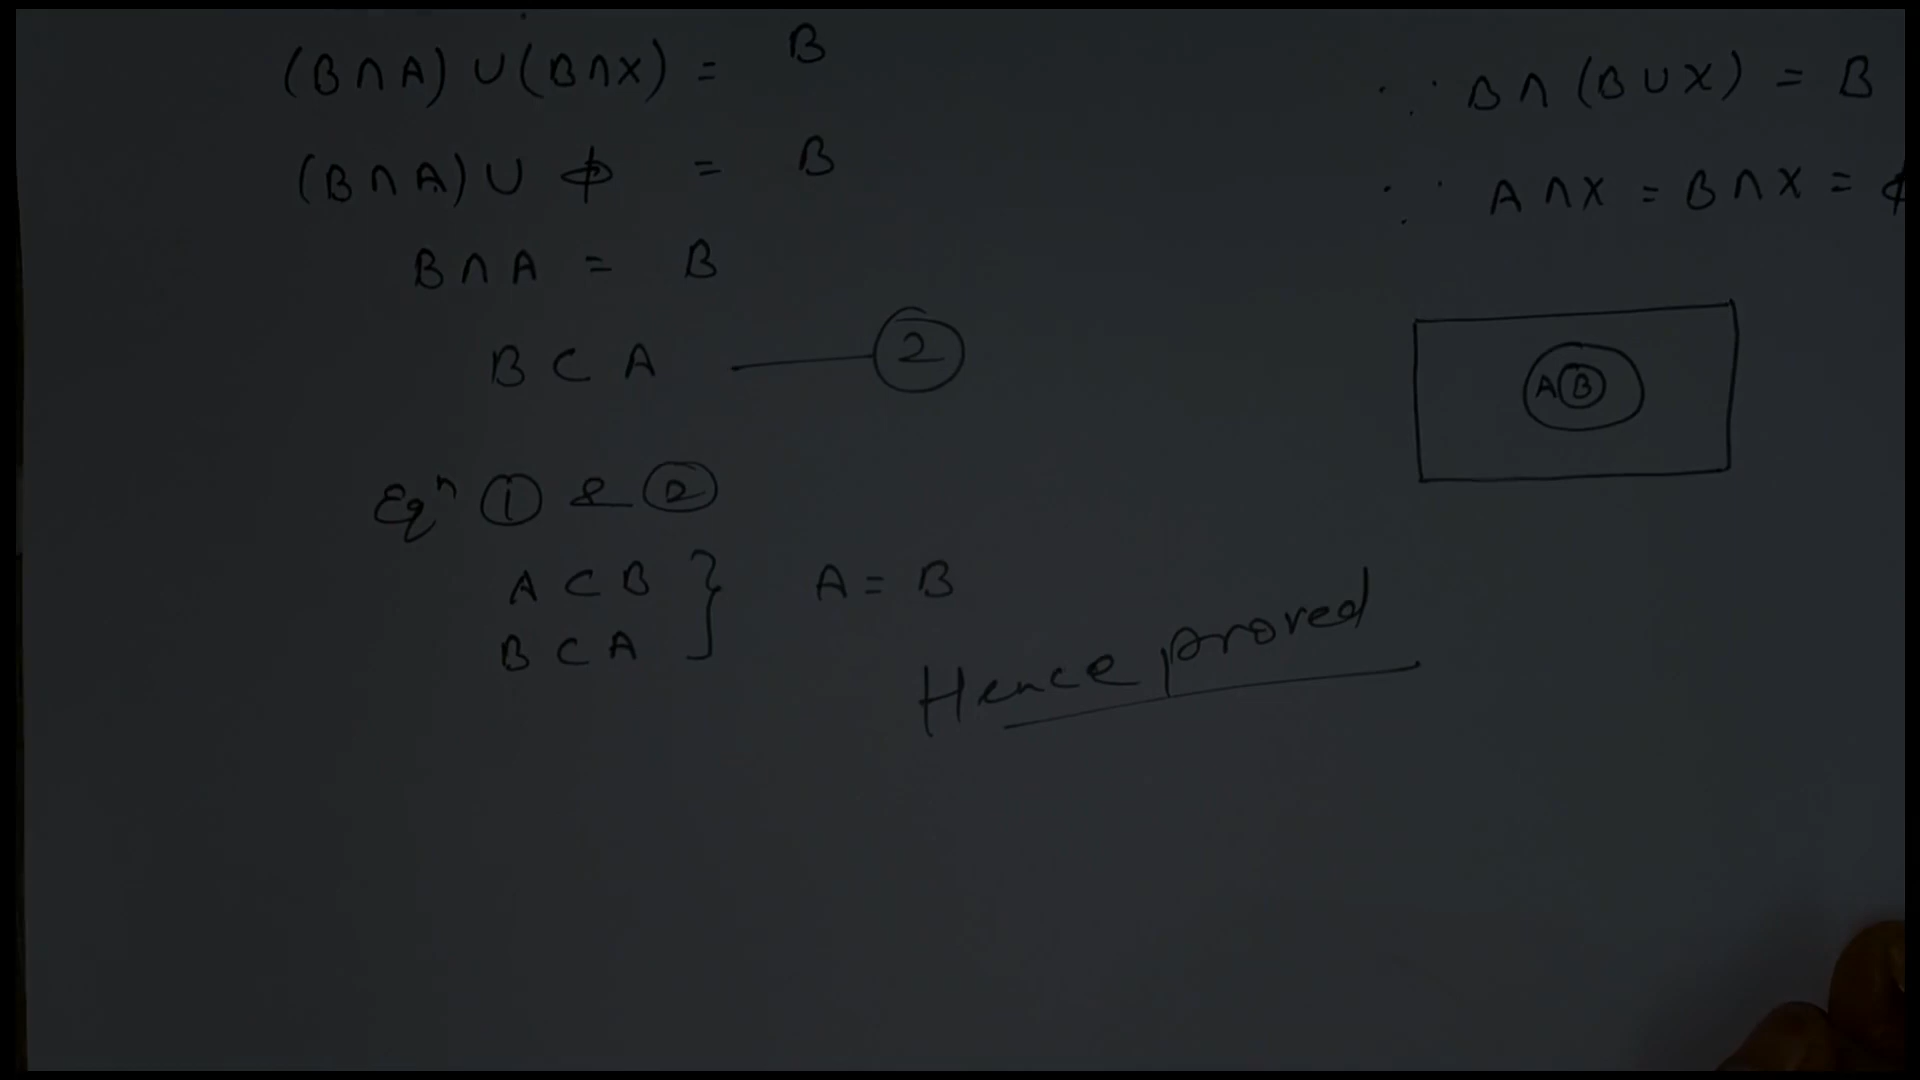 (B ∩ A) ∪ (B ∩ X) = B
∵ B ∩ (B ∪ X) = B
(B ∩ A) ∪ ϕ = B
∵ A ∩ X = B ∩ X = ϕ
B ∩ A = B
B ⊂ A — 2
A B
Eqⁿ 1 & 2
A ⊂ B } A = B
B ⊂ A
Hence proved